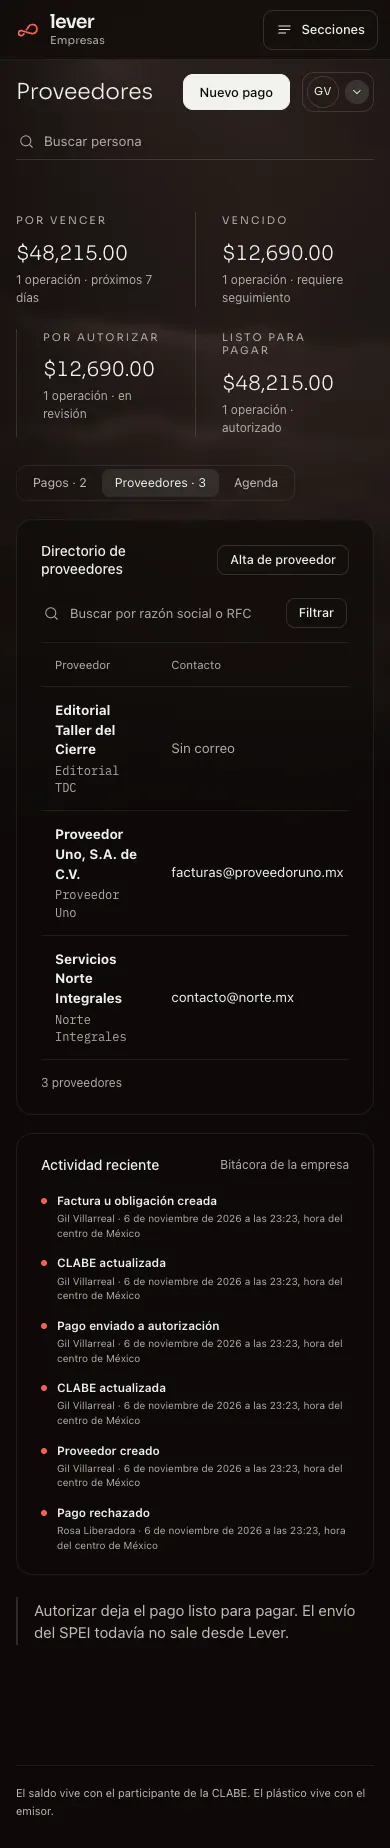 lever
Empresas
Secciones
Proveedores
Nuevo pago
GV
Buscar persona
POR VENCER
$48,215.00
1 operación · próximos 7
días
VENCIDO
$12,690.00
1 operación · requiere
seguimiento
POR AUTORIZAR
$12,690.00
1 operación · en
revisión
LISTO PARA
PAGAR
$48,215.00
1 operación ·
autorizado
Pagos · 2
Proveedores · 3
Agenda
Directorio de
proveedores
Alta de proveedor
Buscar por razón social o RFC
Filtrar
Proveedor
Contacto
Editorial
Taller del
Cierre
Editorial
TDC
Sin correo
Proveedor
Uno, S.A. de
C.V.
Proveedor
Uno
facturas@proveedoruno.mx
Servicios
Norte
Integrales
Norte
Integrales
contacto@norte.mx
3 proveedores
Actividad reciente
Bitácora de la empresa
Factura u obligación creada
Gil Villarreal · 6 de noviembre de 2026 a las 23:23, hora del
centro de México
CLABE actualizada
Gil Villarreal · 6 de noviembre de 2026 a las 23:23, hora del
centro de México
Pago enviado a autorización
Gil Villarreal · 6 de noviembre de 2026 a las 23:23, hora del
centro de México
CLABE actualizada
Gil Villarreal · 6 de noviembre de 2026 a las 23:23, hora del
centro de México
Proveedor creado
Gil Villarreal · 6 de noviembre de 2026 a las 23:23, hora del
centro de México
Pago rechazado
Rosa Liberadora · 6 de noviembre de 2026 a las 23:23, hora
del centro de México
Autorizar deja el pago listo para pagar. El envío
del SPEI todavía no sale desde Lever.
El saldo vive con el participante de la CLABE. El plástico vive con el
emisor.